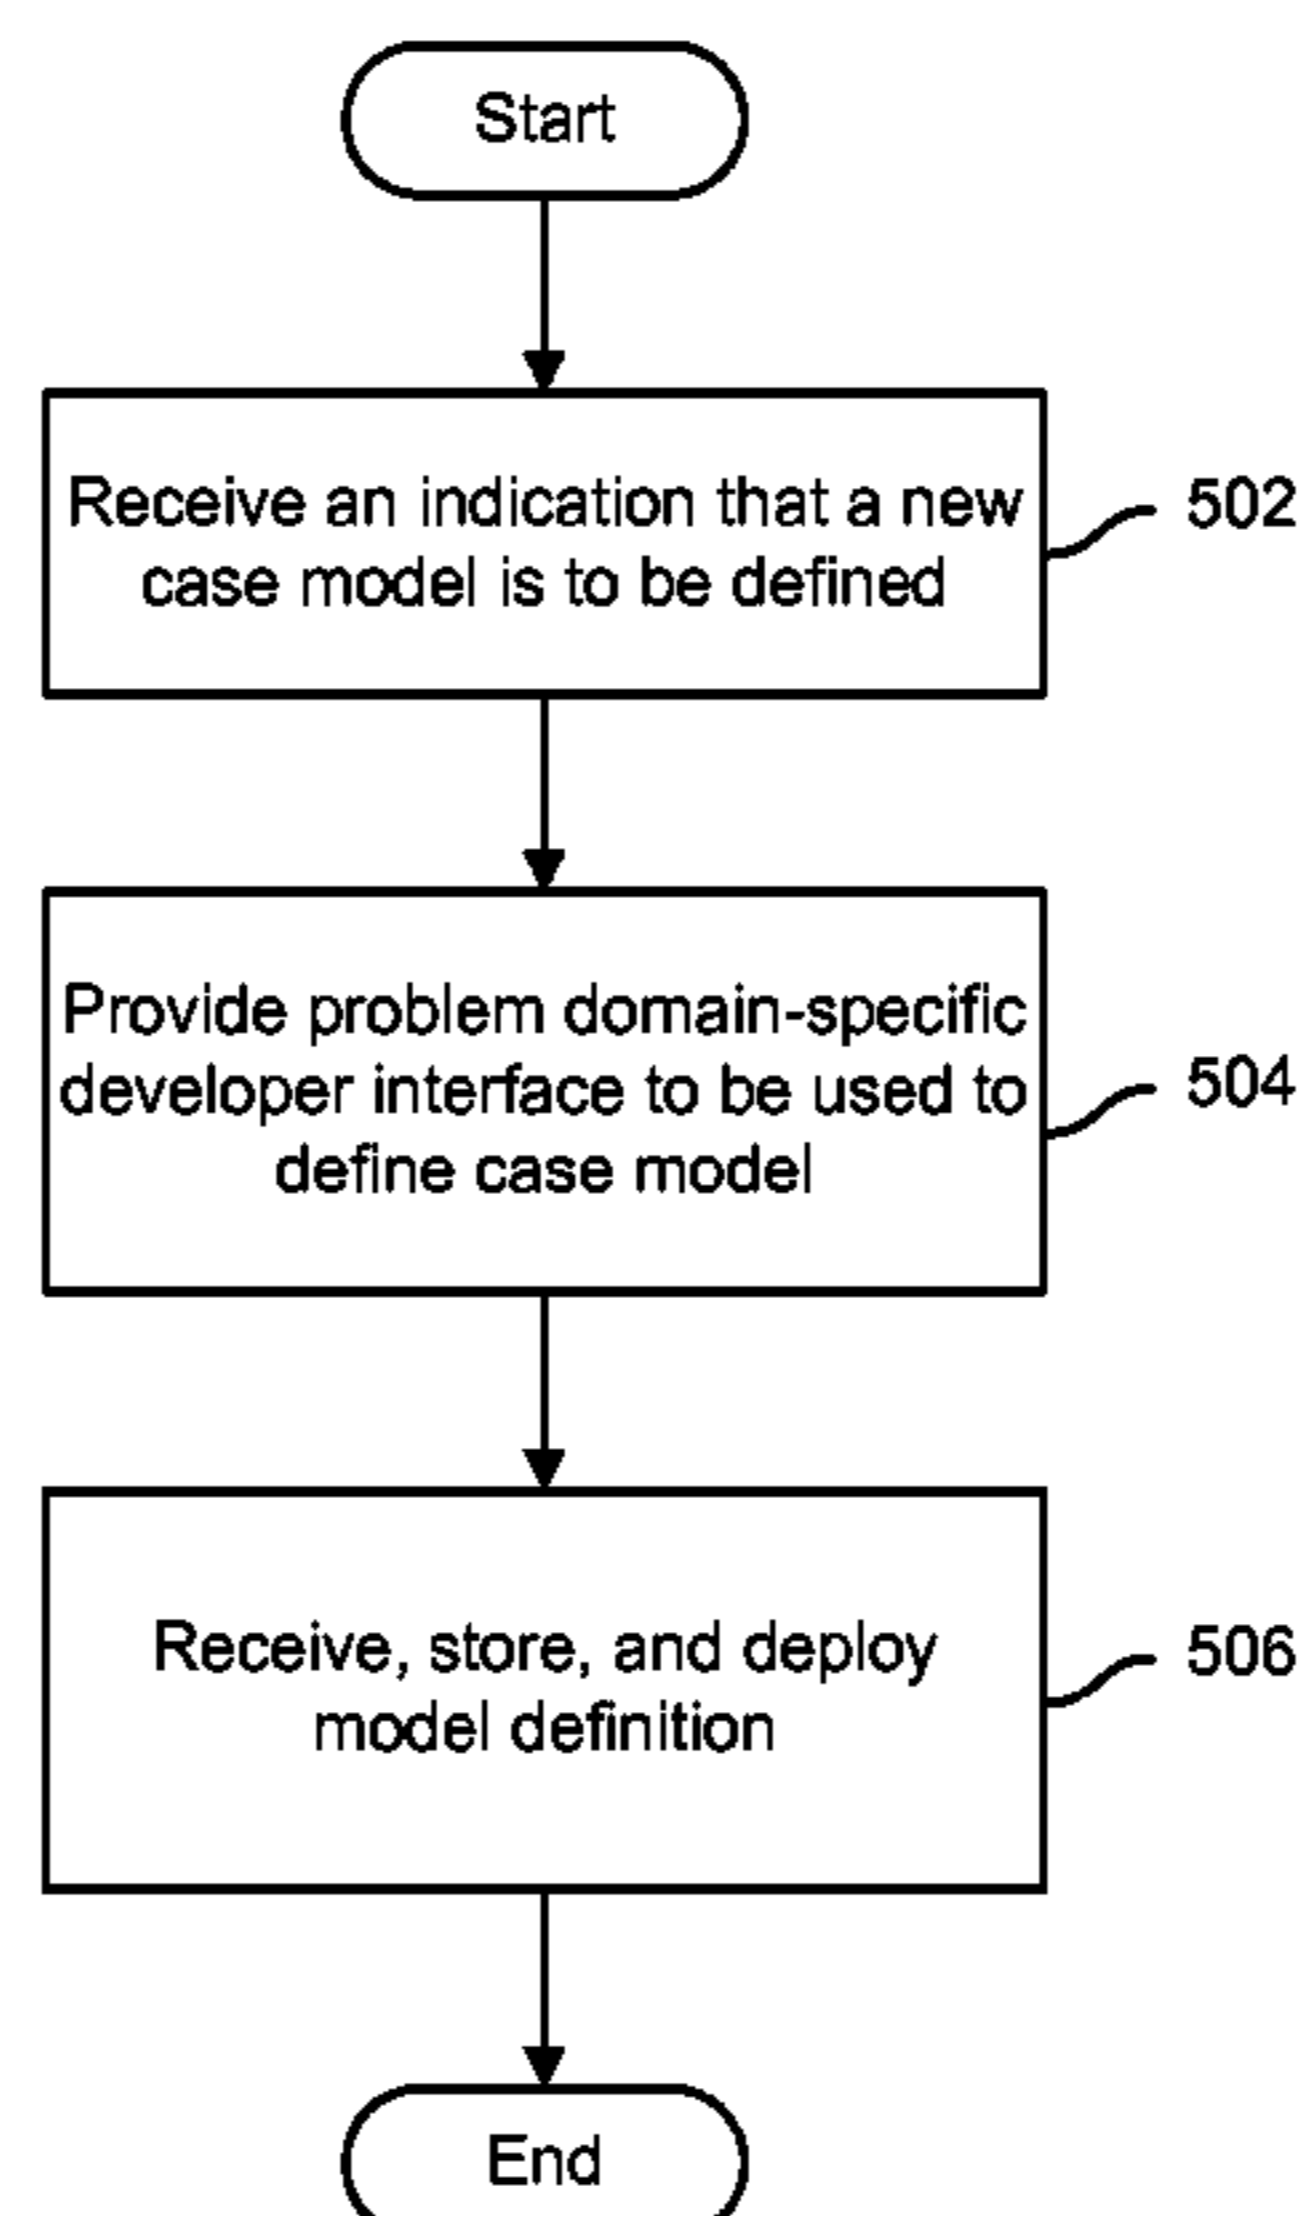 Start
Receive an indication that a new
case model is to be defined
502
Provide problem domain-specific
developer interface to be used to
define case model
504
Receive, store, and deploy
model definition
506
End